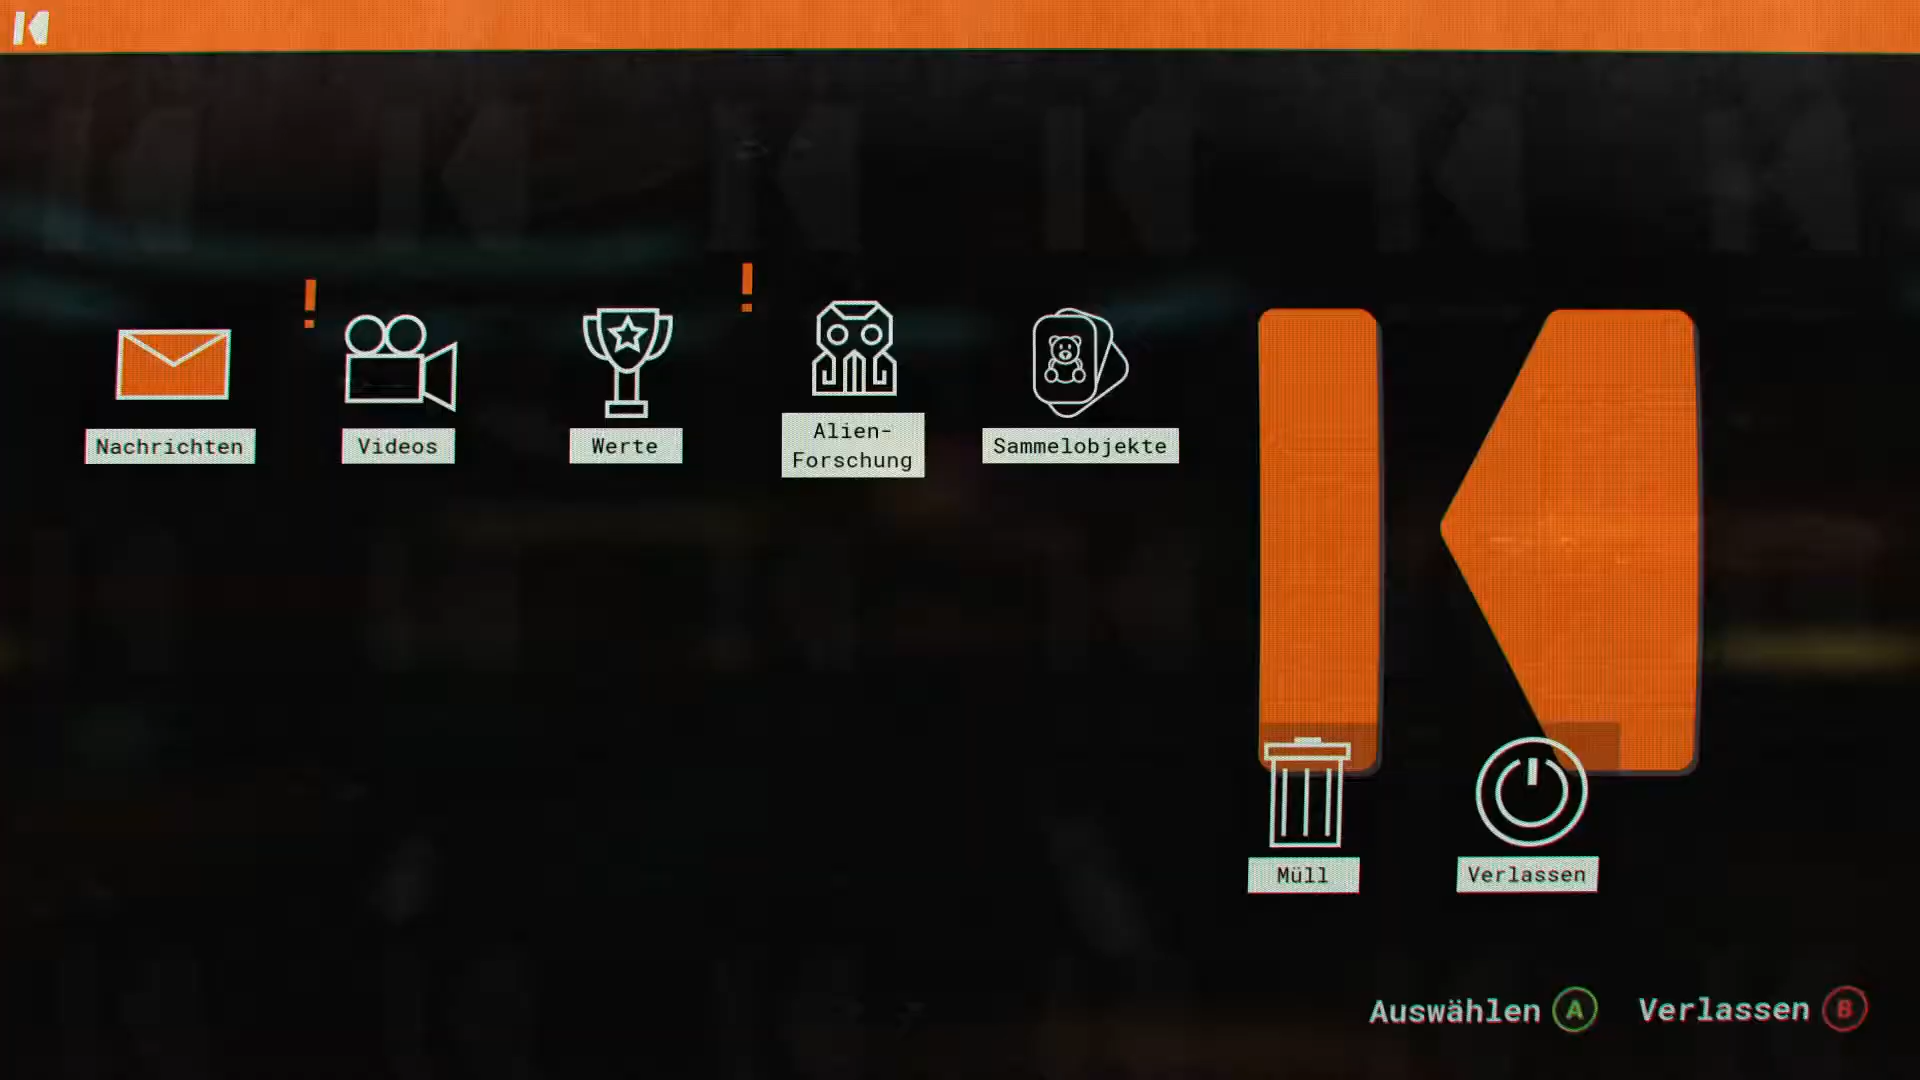 Nachrichten
Videos
Werte
Alien-
Forschung
Sammelobjekte
Müll
Verlassen
Auswählen A
Verlassen B